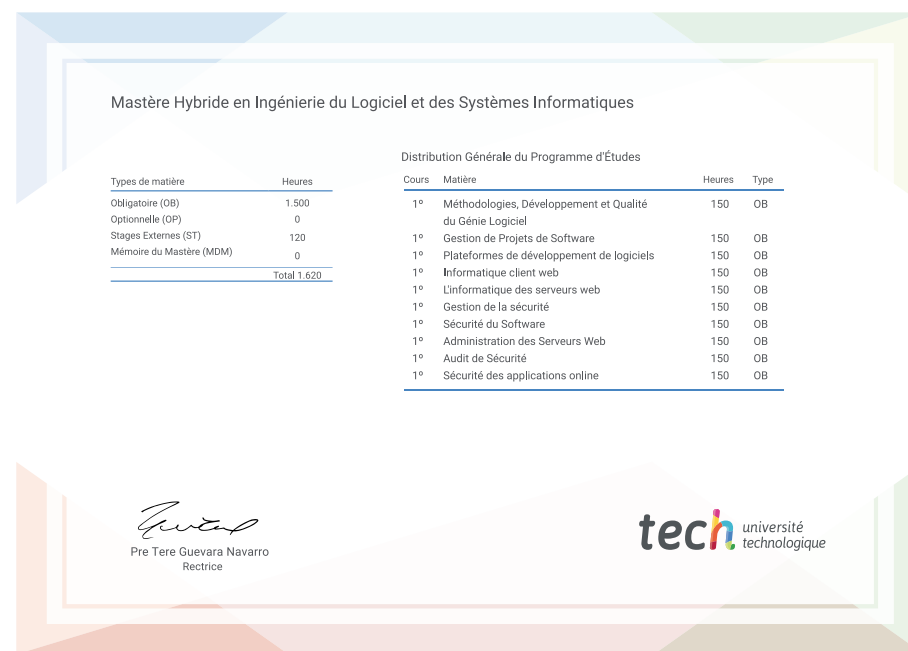 Mastère Hybride en Ingénierie du Logiciel et des Systèmes Informatiques
Types de matière Heures
Obligatoire (OB) 1.500
Optionnelle (OP) 0
Stages Externes (ST) 120
Mémoire du Mastère (MDM) 0
Total 1.620
Distribution Générale du Programme d'Études
Cours Matière Heures Type
1º Méthodologies, Développement et Qualité 150 OB
du Génie Logiciel
1º Gestion de Projets de Software 150 OB
1º Plateformes de développement de logiciels 150 OB
1º Informatique client web 150 OB
1º L'informatique des serveurs web 150 OB
1º Gestion de la sécurité 150 OB
1º Sécurité du Software 150 OB
1º Administration des Serveurs Web 150 OB
1º Audit de Sécurité 150 OB
1º Sécurité des applications online 150 OB
Pre Tere Guevara Navarro
Rectrice
tech université
technologique